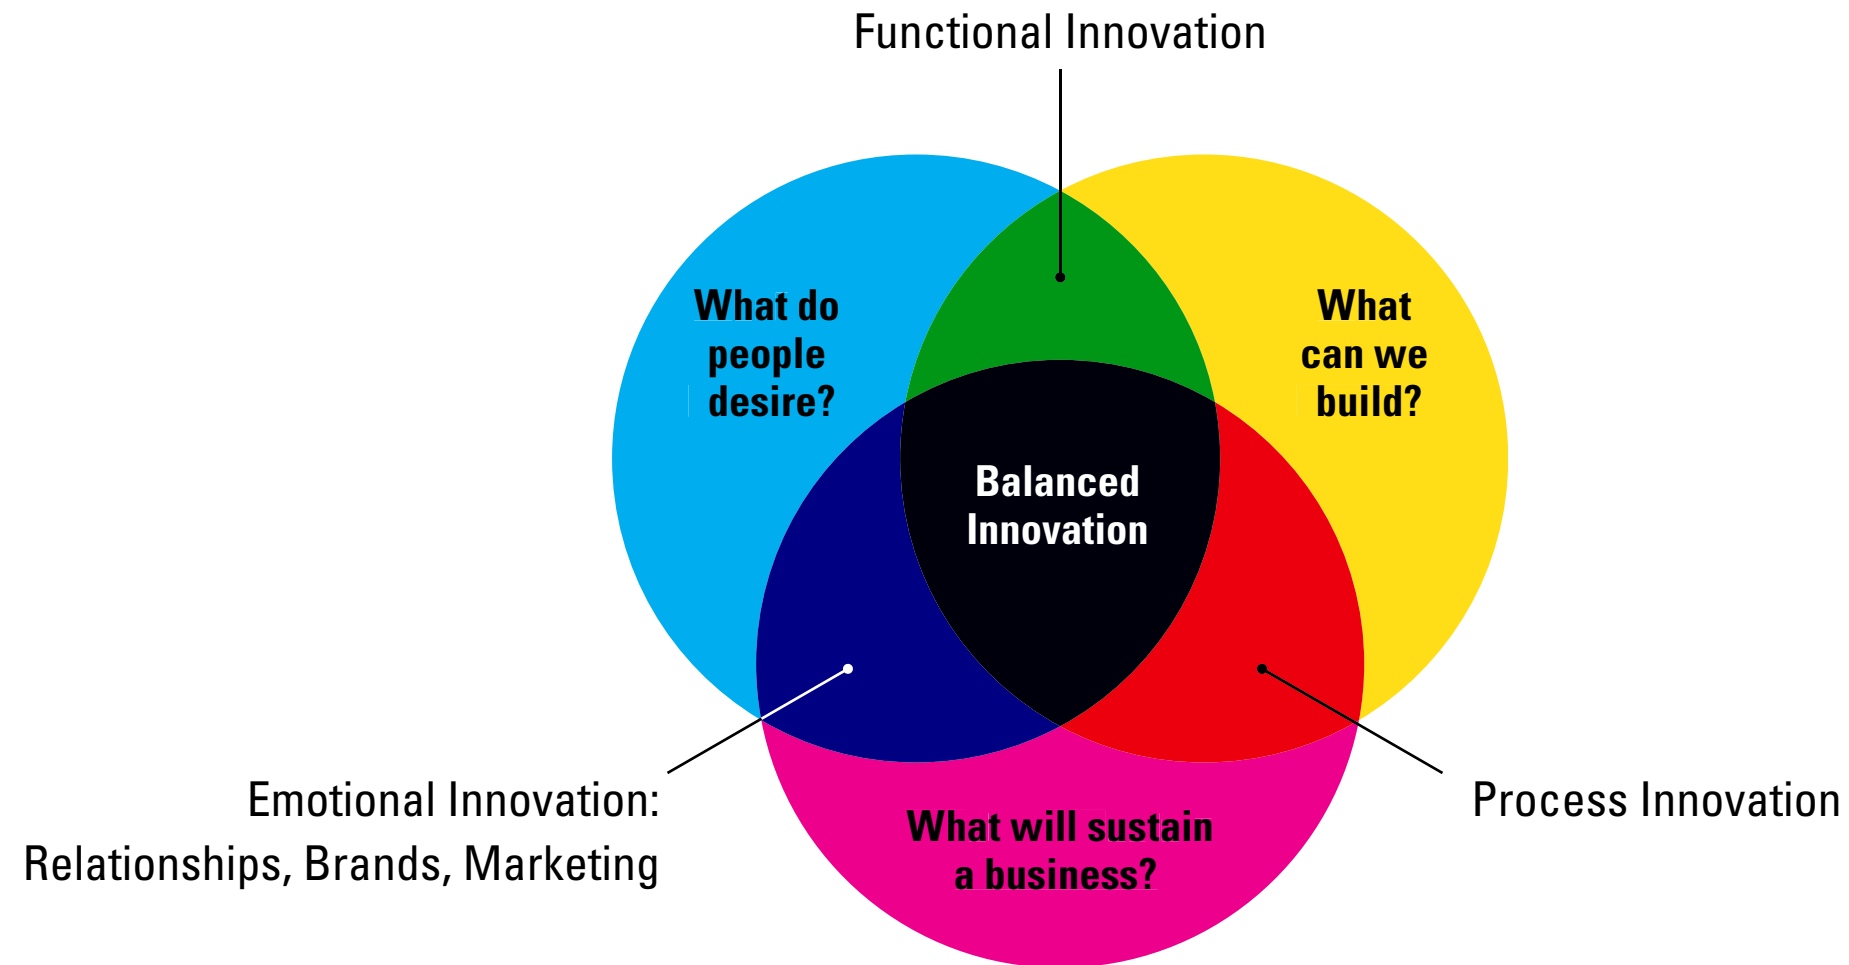 Functional Innovation
What do
people
desire?
What
can we
build?
Balanced
Innovation
Emotional Innovation:
Relationships, Brands, Marketing
Process Innovation
What will sustain
a business?